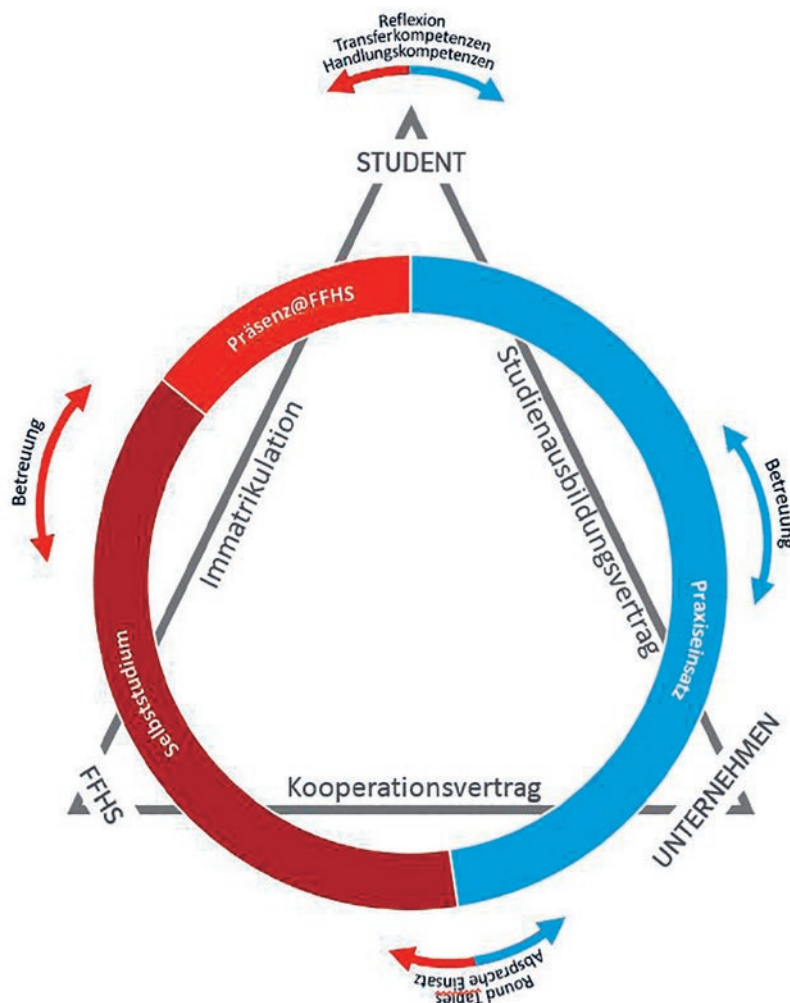 Reflexion
Transferkompetenzen
Handlungskompetenzen
STUDENT
Präsenz@FFHS
Immatrikulation
Studienausbildungsvertrag
Betreuung
Betreuung
Praxiseinsatz
Selbststudium
FFHS
Kooperationsvertrag
UNTERNEHMEN
Round Tables
Absprache Einsatz